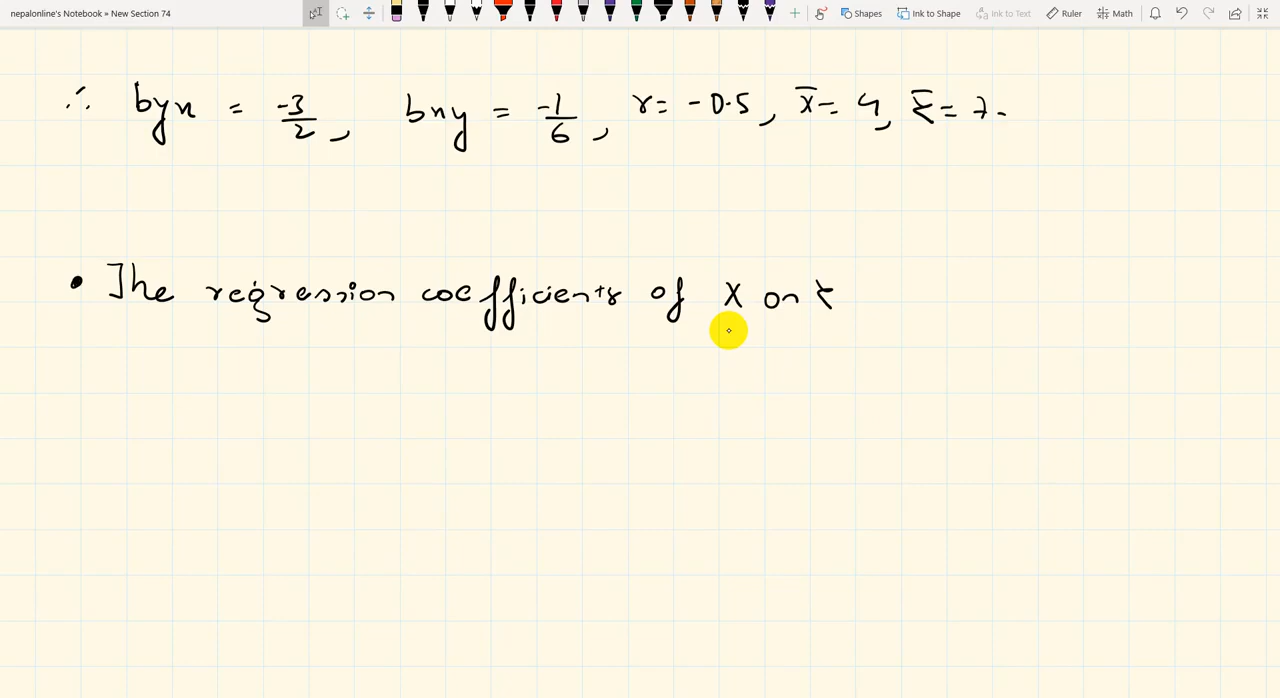 nepalonline's Notebook » New Section 74
Shapes Ink to Shape Ink to Text Ruler Math
∴ byx = -3/2, bxy = -1/6, r = -0.5, X̄ = 4, Ȳ = 7.
• The regression coefficients of X on Y